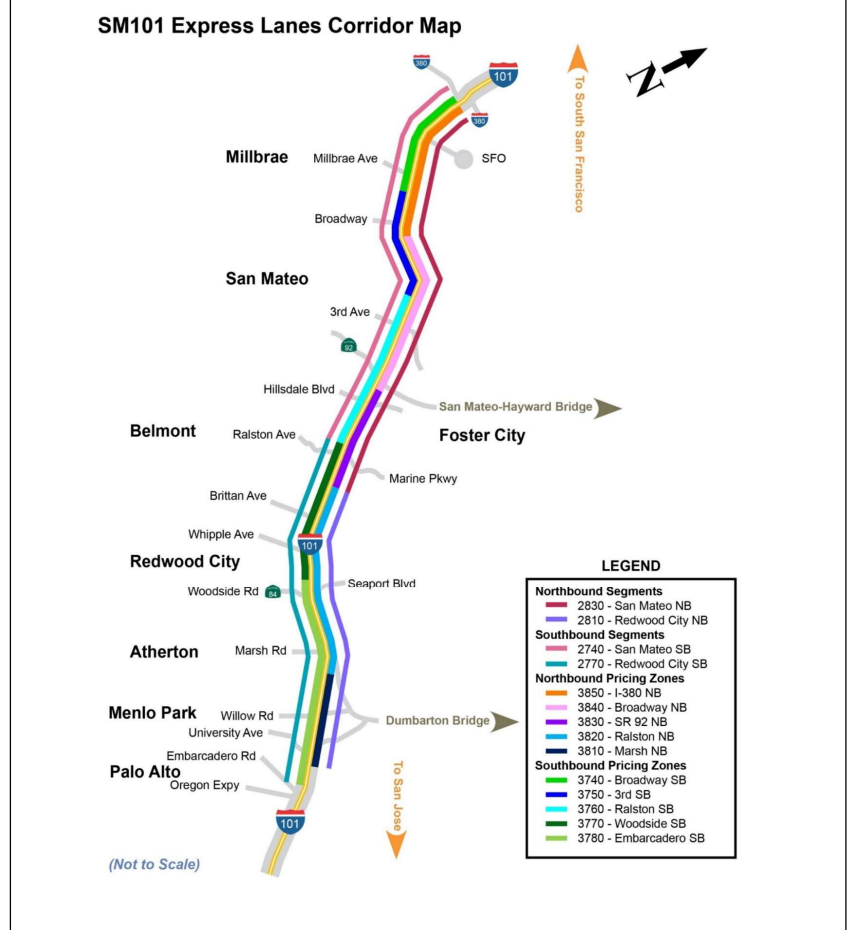 SM101 Express Lanes Corridor Map
380
101
N
To South San Francisco
380
Millbrae
Millbrae Ave
SFO
Broadway
San Mateo
3rd Ave
92
Hillsdale Blvd
San Mateo-Hayward Bridge
Belmont
Ralston Ave
Foster City
Marine Pkwy
Brittan Ave
Whipple Ave
101
Redwood City
Woodside Rd
84
Seaport Blvd
Atherton
Marsh Rd
Menlo Park
Willow Rd
Dumbarton Bridge
University Ave
Embarcadero Rd
Palo Alto
Oregon Expy
To San Jose
101
(Not to Scale)
LEGEND
Northbound Segments
2830 - San Mateo NB
2810 - Redwood City NB
Southbound Segments
2740 - San Mateo SB
2770 - Redwood City SB
Northbound Pricing Zones
3850 - I-380 NB
3840 - Broadway NB
3830 - SR 92 NB
3820 - Ralston NB
3810 - Marsh NB
Southbound Pricing Zones
3740 - Broadway SB
3750 - 3rd SB
3760 - Ralston SB
3770 - Woodside SB
3780 - Embarcadero SB